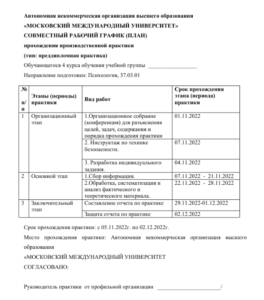 Автономная некоммерческая организация высшего образования
«МОСКОВСКИЙ МЕЖДУНАРОДНЫЙ УНИВЕРСИТЕТ»
СОВМЕСТНЫЙ РАБОЧИЙ ГРАФИК (ПЛАН)
прохождения производственной практики
(тип: преддипломная практика)
Обучающегося 4 курса обучения учебной группы
Направление подготовки: Психология, 37.03.01
№ п/п
Этапы (периоды) практики
Вид работ
Срок прохождения этапа (периода) практики
1
Организационный этап
1.Организационное собрание (конференция) для разъяснения целей, задач, содержания и порядка прохождения практики
01.11.2022
2. Инструктаж по технике безопасности.
07.11.2022
3. Разработка индивидуального задания.
04.11.2022
2
Основной этап
1.Сбор информации.
07.11.2022 - 21.11.2022
2.Обработка, систематизация и анализ фактического и теоретического материала.
22.11.2022 - 28.11.2022
3
Заключительный этап
Составление отчета по практике
29.11.2022-01.12.2022
Защита отчета по практике
02.12.2022
Срок прохождения практики: с 05.11.2022г. по 02.12.2022г.
Место прохождения практики: Автономная некоммерческая организация высшего
образования
«МОСКОВСКИЙ МЕЖДУНАРОДНЫЙ УНИВЕРСИТЕТ
СОГЛАСОВАНО:
Руководитель практики от профильной организации